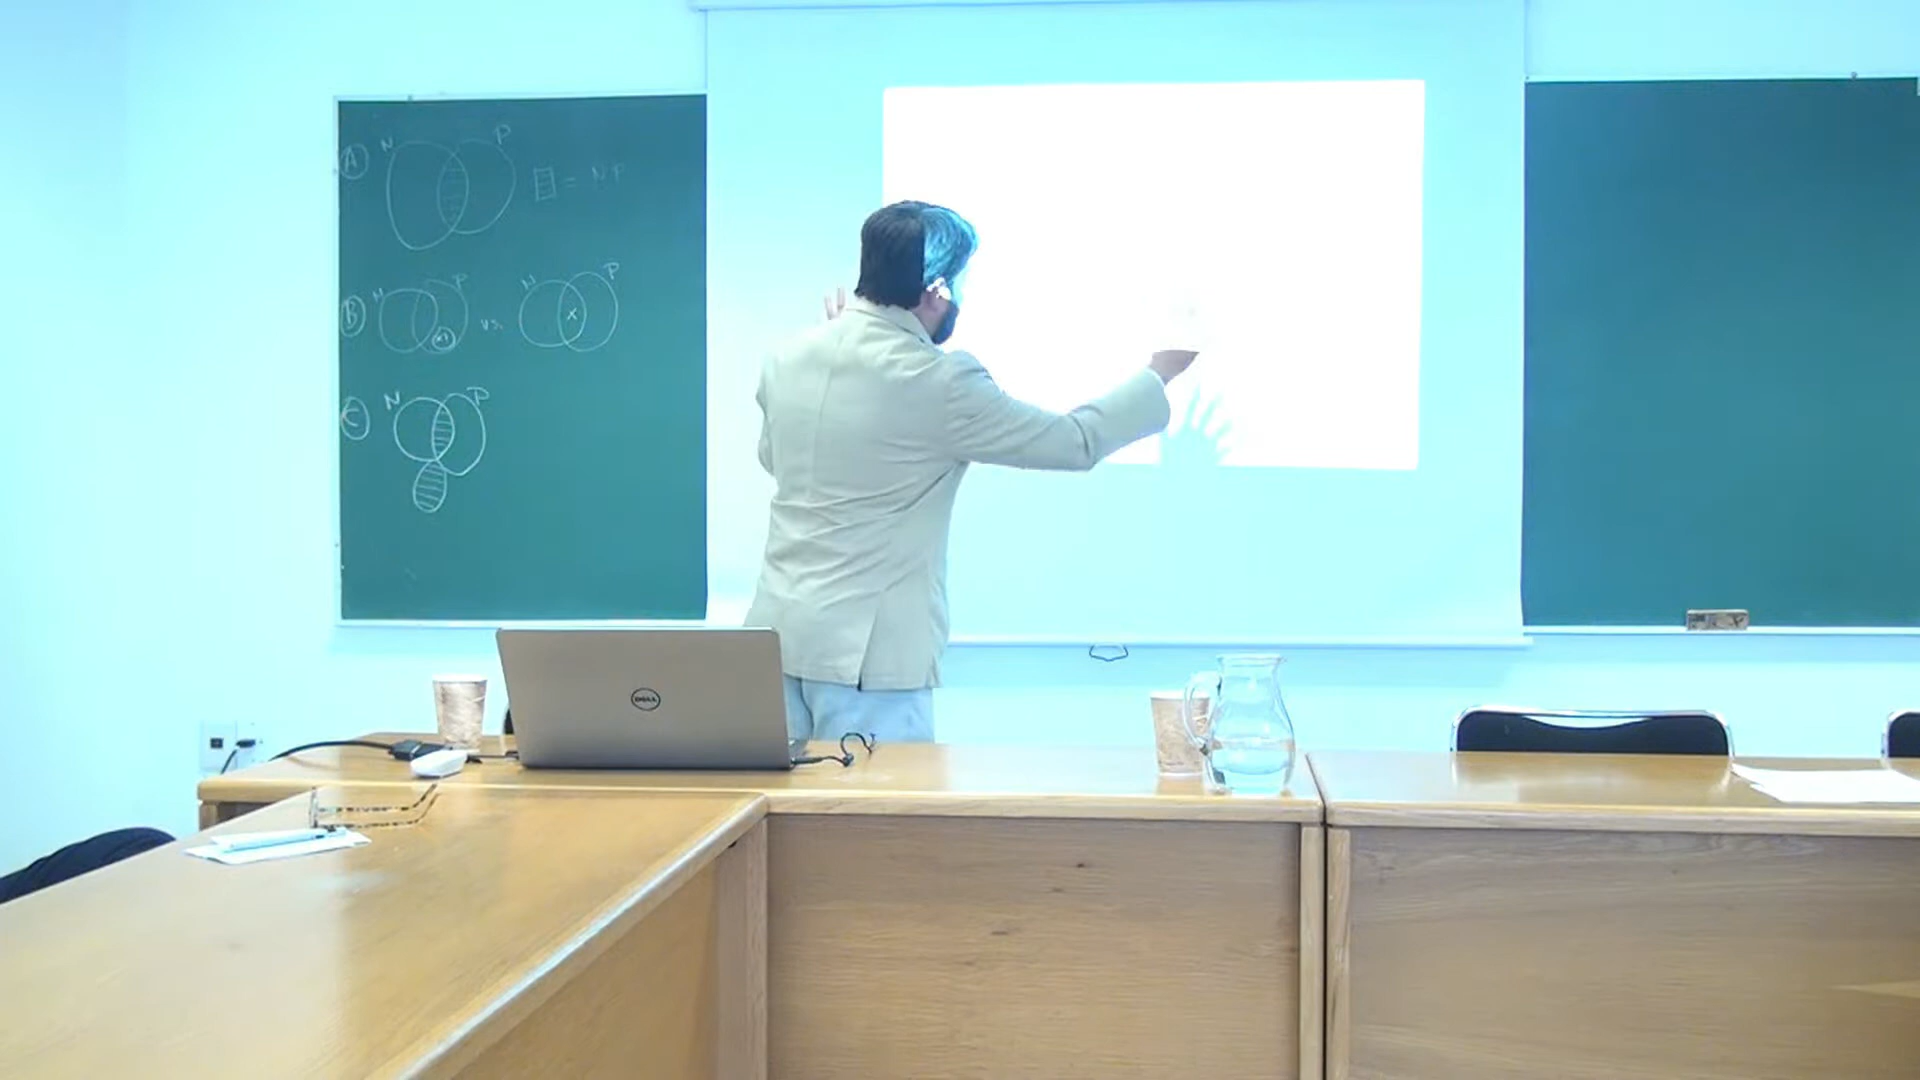 Ⓐ N P = NP
Ⓑ N P vs. N P
x
Ⓒ N P
DELL